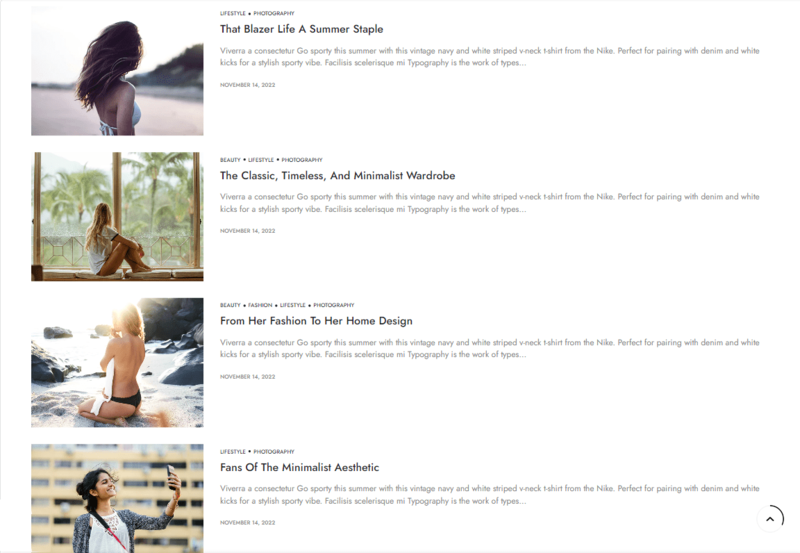 LIFESTYLE • PHOTOGRAPHY
That Blazer Life A Summer Staple
Viverra a consectetur Go sporty this summer with this vintage navy and white striped v-neck t-shirt from the Nike. Perfect for pairing with denim and white
kicks for a stylish sporty vibe. Facilisis scelerisque mi Typography is the work of types...
NOVEMBER 14, 2022
BEAUTY • LIFESTYLE • PHOTOGRAPHY
The Classic, Timeless, And Minimalist Wardrobe
Viverra a consectetur Go sporty this summer with this vintage navy and white striped v-neck t-shirt from the Nike. Perfect for pairing with denim and white
kicks for a stylish sporty vibe. Facilisis scelerisque mi Typography is the work of types...
NOVEMBER 14, 2022
BEAUTY • FASHION • LIFESTYLE • PHOTOGRAPHY
From Her Fashion To Her Home Design
Viverra a consectetur Go sporty this summer with this vintage navy and white striped v-neck t-shirt from the Nike. Perfect for pairing with denim and white
kicks for a stylish sporty vibe. Facilisis scelerisque mi Typography is the work of types...
NOVEMBER 14, 2022
LIFESTYLE • PHOTOGRAPHY
Fans Of The Minimalist Aesthetic
Viverra a consectetur Go sporty this summer with this vintage navy and white striped v-neck t-shirt from the Nike. Perfect for pairing with denim and white
kicks for a stylish sporty vibe. Facilisis scelerisque mi Typography is the work of types...
NOVEMBER 14, 2022